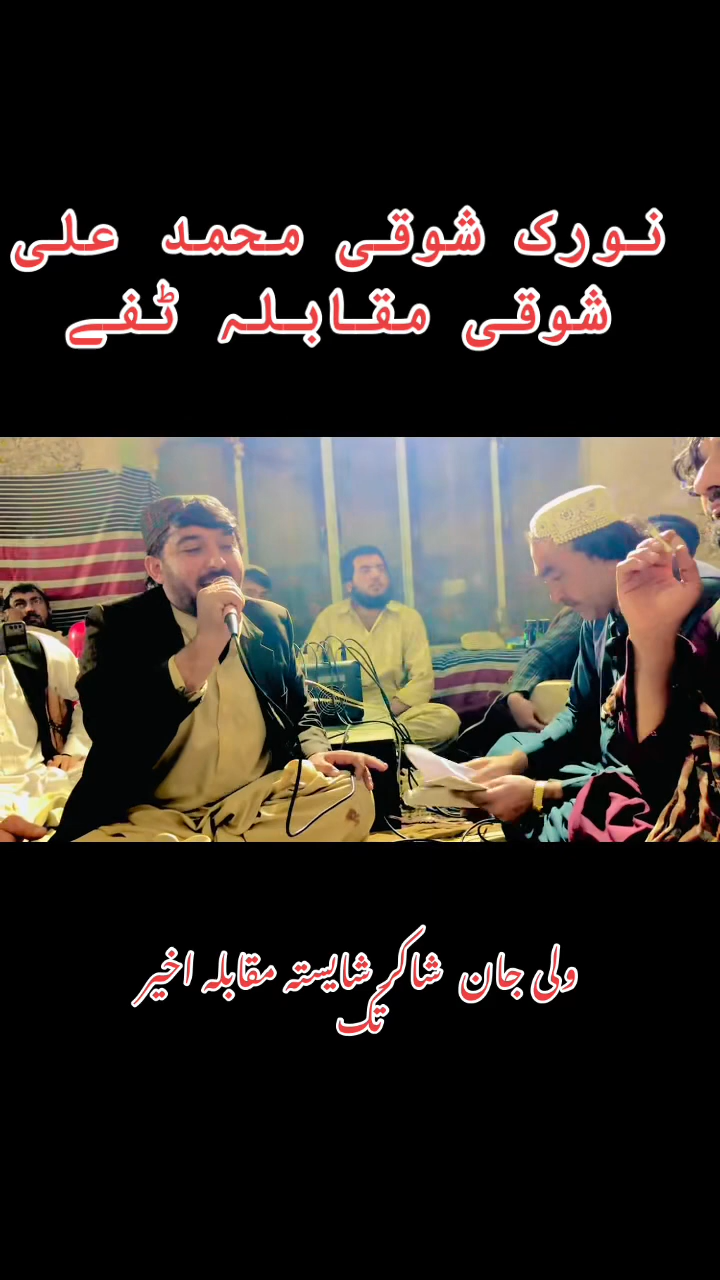 نورک شوقی محمد علی
شوقی مقابلہ ٹفے
ولی جان شاکر شایستہ مقابلہ اخیر
تک